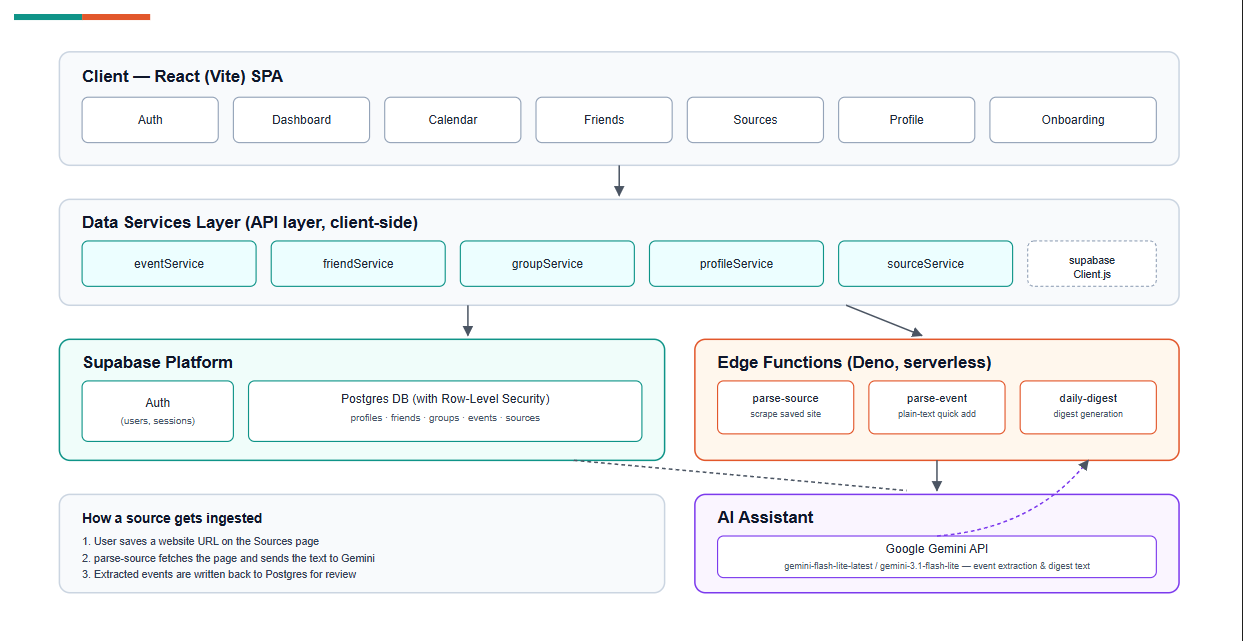 Client — React (Vite) SPA
Auth
Dashboard
Calendar
Friends
Sources
Profile
Onboarding
Data Services Layer (API layer, client-side)
eventService
friendService
groupService
profileService
sourceService
supabase
Client.js
Supabase Platform
Auth
(users, sessions)
Postgres DB (with Row-Level Security)
profiles · friends · groups · events · sources
Edge Functions (Deno, serverless)
parse-source
scrape saved site
parse-event
plain-text quick add
daily-digest
digest generation
How a source gets ingested
1. User saves a website URL on the Sources page
2. parse-source fetches the page and sends the text to Gemini
3. Extracted events are written back to Postgres for review
AI Assistant
Google Gemini API
gemini-flash-lite-latest / gemini-3.1-flash-lite — event extraction & digest text